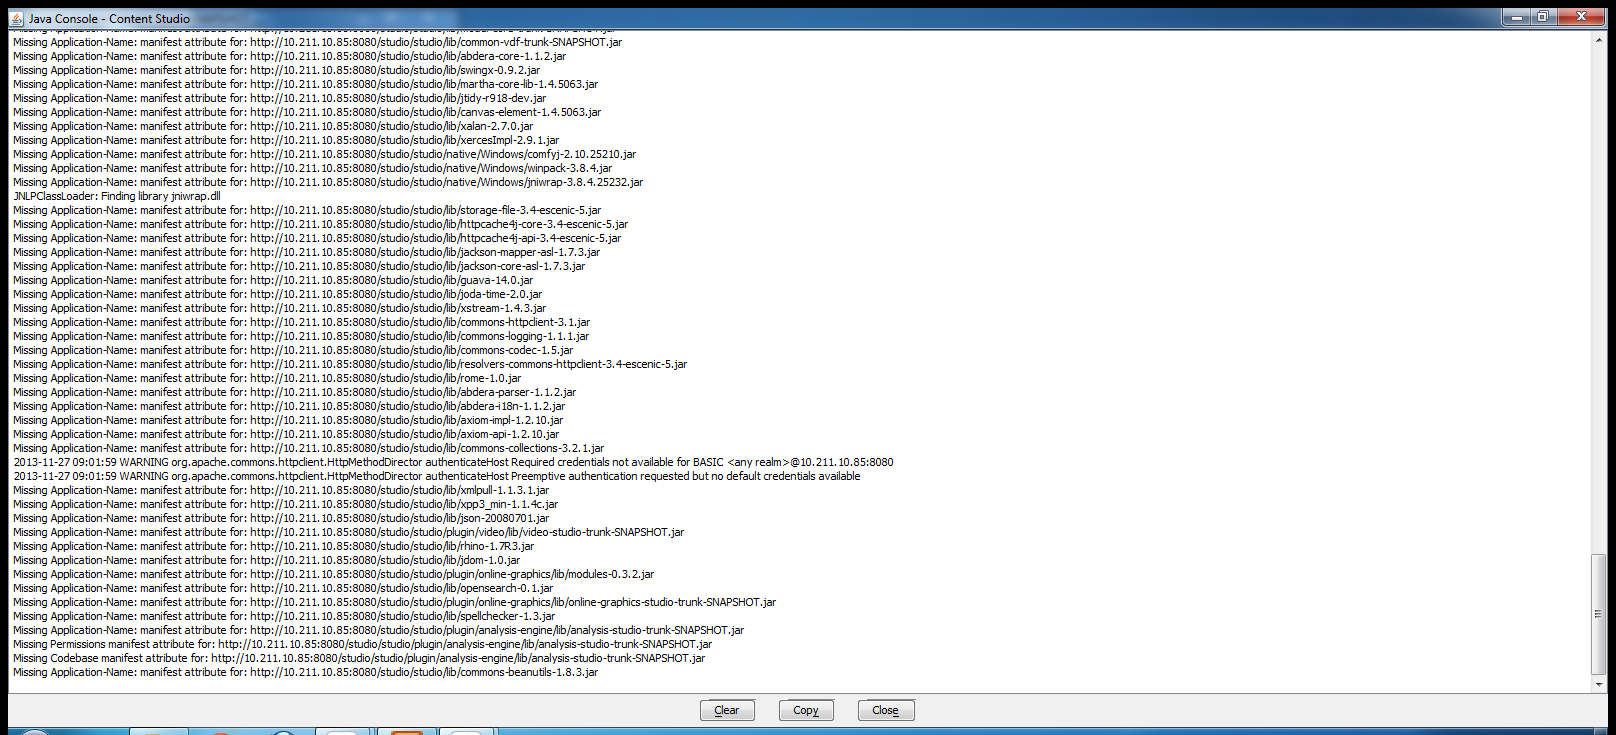 Java Console - Content Studio
Missing Application-Name: manifest attribute for: http://10.211.10.85:8080/studio/studio/lib/common-vdf-trunk-SNAPSHOT.jar
Missing Application-Name: manifest attribute for: http://10.211.10.85:8080/studio/studio/lib/abdera-core-1.1.2.jar
Missing Application-Name: manifest attribute for: http://10.211.10.85:8080/studio/studio/lib/swingx-0.9.2.jar
Missing Application-Name: manifest attribute for: http://10.211.10.85:8080/studio/studio/lib/martha-core-lib-1.4.5063.jar
Missing Application-Name: manifest attribute for: http://10.211.10.85:8080/studio/studio/lib/jtidy-r918-dev.jar
Missing Application-Name: manifest attribute for: http://10.211.10.85:8080/studio/studio/lib/canvas-element-1.4.5063.jar
Missing Application-Name: manifest attribute for: http://10.211.10.85:8080/studio/studio/lib/xalan-2.7.0.jar
Missing Application-Name: manifest attribute for: http://10.211.10.85:8080/studio/studio/lib/xercesImpl-2.9.1.jar
Missing Application-Name: manifest attribute for: http://10.211.10.85:8080/studio/studio/native/Windows/comfyj-2.10.25210.jar
Missing Application-Name: manifest attribute for: http://10.211.10.85:8080/studio/studio/native/Windows/winpack-3.8.4.jar
Missing Application-Name: manifest attribute for: http://10.211.10.85:8080/studio/studio/native/Windows/jniwrap-3.8.4.25232.jar
JNLPClassLoader: Finding library jniwrap.dll
Missing Application-Name: manifest attribute for: http://10.211.10.85:8080/studio/studio/lib/storage-file-3.4-escenic-5.jar
Missing Application-Name: manifest attribute for: http://10.211.10.85:8080/studio/studio/lib/httpcache4j-core-3.4-escenic-5.jar
Missing Application-Name: manifest attribute for: http://10.211.10.85:8080/studio/studio/lib/httpcache4j-api-3.4-escenic-5.jar
Missing Application-Name: manifest attribute for: http://10.211.10.85:8080/studio/studio/lib/jackson-mapper-asl-1.7.3.jar
Missing Application-Name: manifest attribute for: http://10.211.10.85:8080/studio/studio/lib/jackson-core-asl-1.7.3.jar
Missing Application-Name: manifest attribute for: http://10.211.10.85:8080/studio/studio/lib/guava-14.0.jar
Missing Application-Name: manifest attribute for: http://10.211.10.85:8080/studio/studio/lib/joda-time-2.0.jar
Missing Application-Name: manifest attribute for: http://10.211.10.85:8080/studio/studio/lib/xstream-1.4.3.jar
Missing Application-Name: manifest attribute for: http://10.211.10.85:8080/studio/studio/lib/commons-httpclient-3.1.jar
Missing Application-Name: manifest attribute for: http://10.211.10.85:8080/studio/studio/lib/commons-logging-1.1.1.jar
Missing Application-Name: manifest attribute for: http://10.211.10.85:8080/studio/studio/lib/commons-codec-1.5.jar
Missing Application-Name: manifest attribute for: http://10.211.10.85:8080/studio/studio/lib/resolvers-commons-httpclient-3.4-escenic-5.jar
Missing Application-Name: manifest attribute for: http://10.211.10.85:8080/studio/studio/lib/rome-1.0.jar
Missing Application-Name: manifest attribute for: http://10.211.10.85:8080/studio/studio/lib/abdera-parser-1.1.2.jar
Missing Application-Name: manifest attribute for: http://10.211.10.85:8080/studio/studio/lib/abdera-i18n-1.1.2.jar
Missing Application-Name: manifest attribute for: http://10.211.10.85:8080/studio/studio/lib/axiom-impl-1.2.10.jar
Missing Application-Name: manifest attribute for: http://10.211.10.85:8080/studio/studio/lib/axiom-api-1.2.10.jar
Missing Application-Name: manifest attribute for: http://10.211.10.85:8080/studio/studio/lib/commons-collections-3.2.1.jar
2013-11-27 09:01:59 WARNING org.apache.commons.httpclient.HttpMethodDirector authenticateHost Required credentials not available for BASIC <any realm>@10.211.10.85:8080
2013-11-27 09:01:59 WARNING org.apache.commons.httpclient.HttpMethodDirector authenticateHost Preemptive authentication requested but no default credentials available
Missing Application-Name: manifest attribute for: http://10.211.10.85:8080/studio/studio/lib/xmlpull-1.1.3.1.jar
Missing Application-Name: manifest attribute for: http://10.211.10.85:8080/studio/studio/lib/xpp3_min-1.1.4c.jar
Missing Application-Name: manifest attribute for: http://10.211.10.85:8080/studio/studio/lib/json-20080701.jar
Missing Application-Name: manifest attribute for: http://10.211.10.85:8080/studio/studio/plugin/video/lib/video-studio-trunk-SNAPSHOT.jar
Missing Application-Name: manifest attribute for: http://10.211.10.85:8080/studio/studio/lib/rhino-1.7R3.jar
Missing Application-Name: manifest attribute for: http://10.211.10.85:8080/studio/studio/lib/jdom-1.0.jar
Missing Application-Name: manifest attribute for: http://10.211.10.85:8080/studio/studio/plugin/online-graphics/lib/modules-0.3.2.jar
Missing Application-Name: manifest attribute for: http://10.211.10.85:8080/studio/studio/lib/opensearch-0.1.jar
Missing Application-Name: manifest attribute for: http://10.211.10.85:8080/studio/studio/plugin/online-graphics/lib/online-graphics-studio-trunk-SNAPSHOT.jar
Missing Application-Name: manifest attribute for: http://10.211.10.85:8080/studio/studio/lib/spellchecker-1.3.jar
Missing Application-Name: manifest attribute for: http://10.211.10.85:8080/studio/studio/plugin/analysis-engine/lib/analysis-studio-trunk-SNAPSHOT.jar
Missing Permissions manifest attribute for: http://10.211.10.85:8080/studio/studio/plugin/analysis-engine/lib/analysis-studio-trunk-SNAPSHOT.jar
Missing Codebase manifest attribute for: http://10.211.10.85:8080/studio/studio/plugin/analysis-engine/lib/analysis-studio-trunk-SNAPSHOT.jar
Missing Application-Name: manifest attribute for: http://10.211.10.85:8080/studio/studio/lib/commons-beanutils-1.8.3.jar
Clear Copy Close